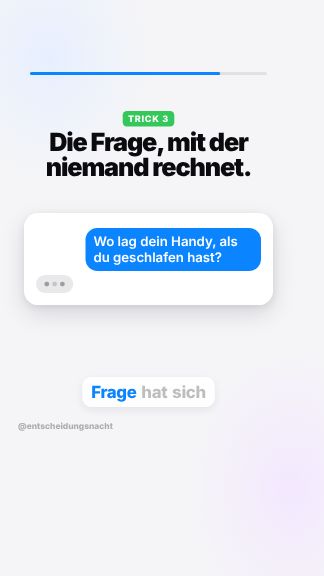 TRICK 3
Die Frage, mit der
niemand rechnet.
Wo lag dein Handy, als
du geschlafen hast?
Frage hat sich
@entscheidungsnacht